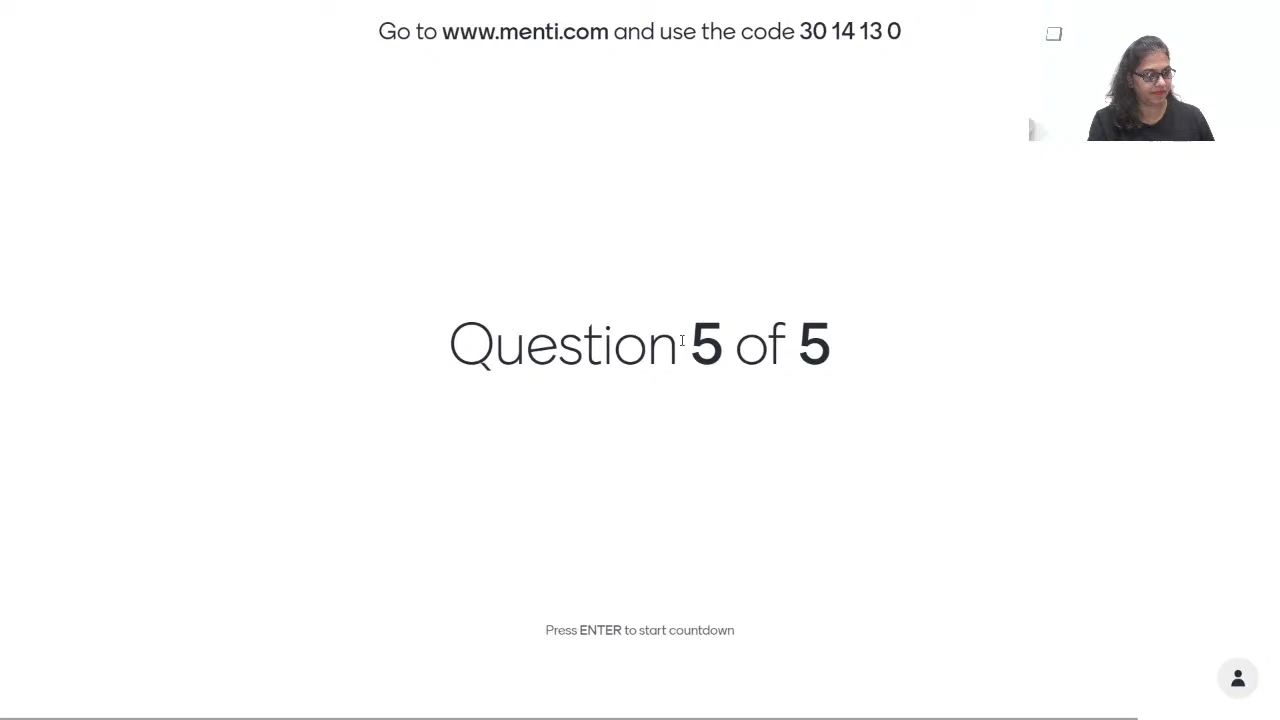 Go to www.menti.com and use the code 30 14 13 0
Question 5 of 5
Press ENTER to start countdown